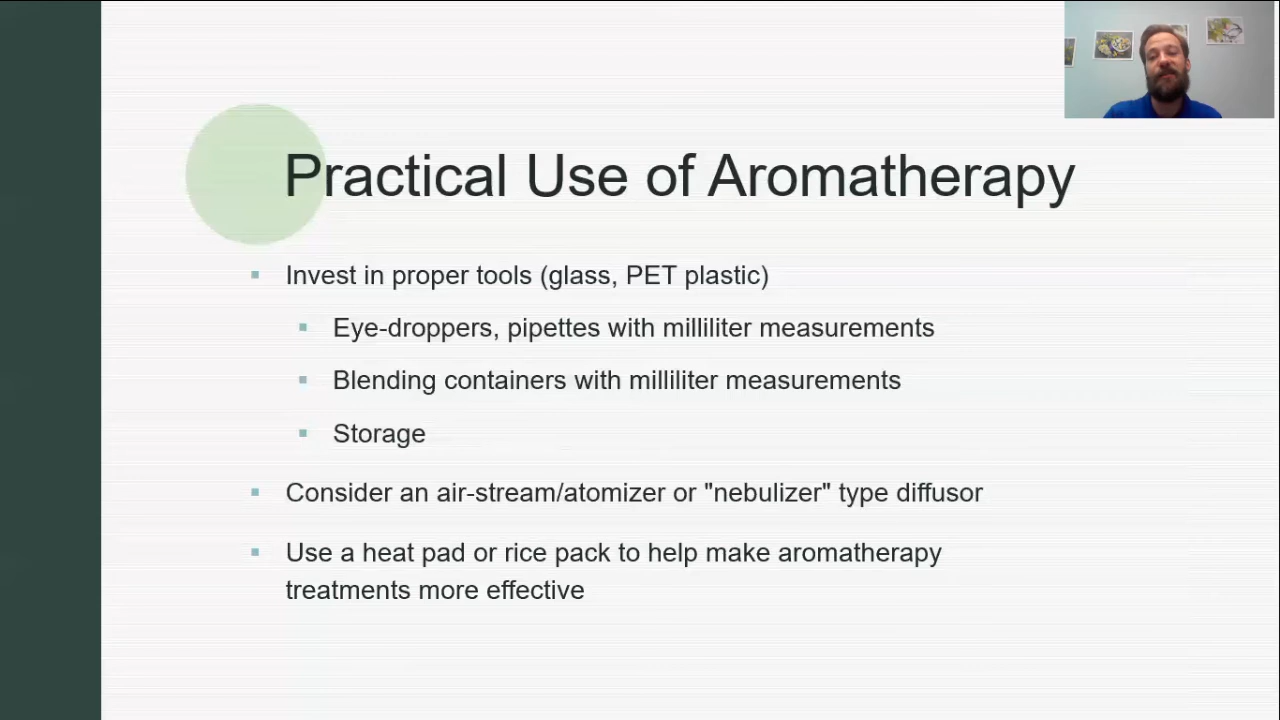 Practical Use of Aromatherapy
Invest in proper tools (glass, PET plastic)
Eye-droppers, pipettes with milliliter measurements
Blending containers with milliliter measurements
Storage
Consider an air-stream/atomizer or "nebulizer" type diffusor
Use a heat pad or rice pack to help make aromatherapy
treatments more effective